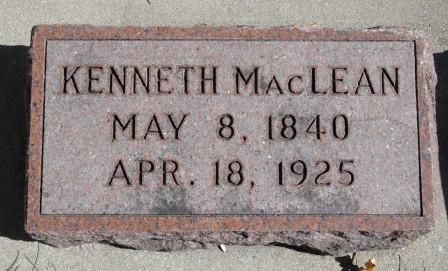 KENNETH MACLEAN
MAY 8, 1840
APR. 18, 1925